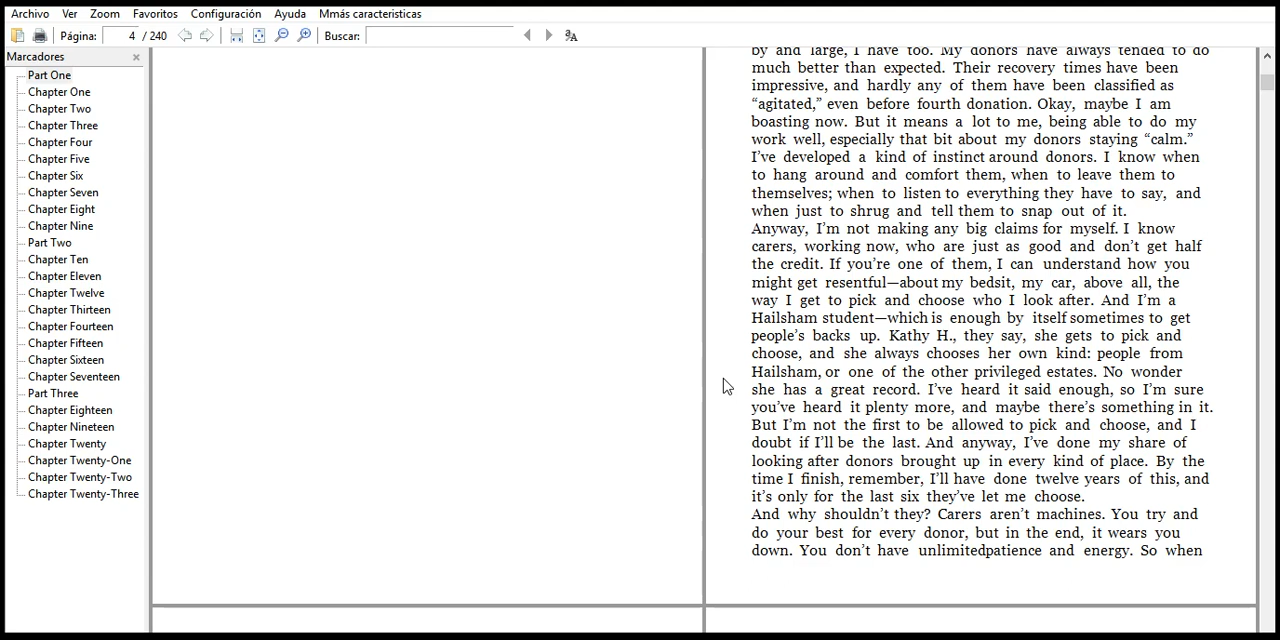 Archivo Ver Zoom Favoritos Configuración Ayuda Mmás caracteristicas
Página: 4 / 240 Buscar:
Marcadores
Part One
Chapter One
Chapter Two
Chapter Three
Chapter Four
Chapter Five
Chapter Six
Chapter Seven
Chapter Eight
Chapter Nine
Part Two
Chapter Ten
Chapter Eleven
Chapter Twelve
Chapter Thirteen
Chapter Fourteen
Chapter Fifteen
Chapter Sixteen
Chapter Seventeen
Part Three
Chapter Eighteen
Chapter Nineteen
Chapter Twenty
Chapter Twenty-One
Chapter Twenty-Two
Chapter Twenty-Three
by and large, I have too. My donors have always tended to do
much better than expected. Their recovery times have been
impressive, and hardly any of them have been classified as
“agitated,” even before fourth donation. Okay, maybe I am
boasting now. But it means a lot to me, being able to do my
work well, especially that bit about my donors staying “calm.”
I’ve developed a kind of instinct around donors. I know when
to hang around and comfort them, when to leave them to
themselves; when to listen to everything they have to say, and
when just to shrug and tell them to snap out of it.
Anyway, I’m not making any big claims for myself. I know
carers, working now, who are just as good and don’t get half
the credit. If you’re one of them, I can understand how you
might get resentful—about my bedsit, my car, above all, the
way I get to pick and choose who I look after. And I’m a
Hailsham student—which is enough by itself sometimes to get
people’s backs up. Kathy H., they say, she gets to pick and
choose, and she always chooses her own kind: people from
Hailsham, or one of the other privileged estates. No wonder
she has a great record. I’ve heard it said enough, so I’m sure
you’ve heard it plenty more, and maybe there’s something in it.
But I’m not the first to be allowed to pick and choose, and I
doubt if I’ll be the last. And anyway, I’ve done my share of
looking after donors brought up in every kind of place. By the
time I finish, remember, I’ll have done twelve years of this, and
it’s only for the last six they’ve let me choose.
And why shouldn’t they? Carers aren’t machines. You try and
do your best for every donor, but in the end, it wears you
down. You don’t have unlimitedpatience and energy. So when